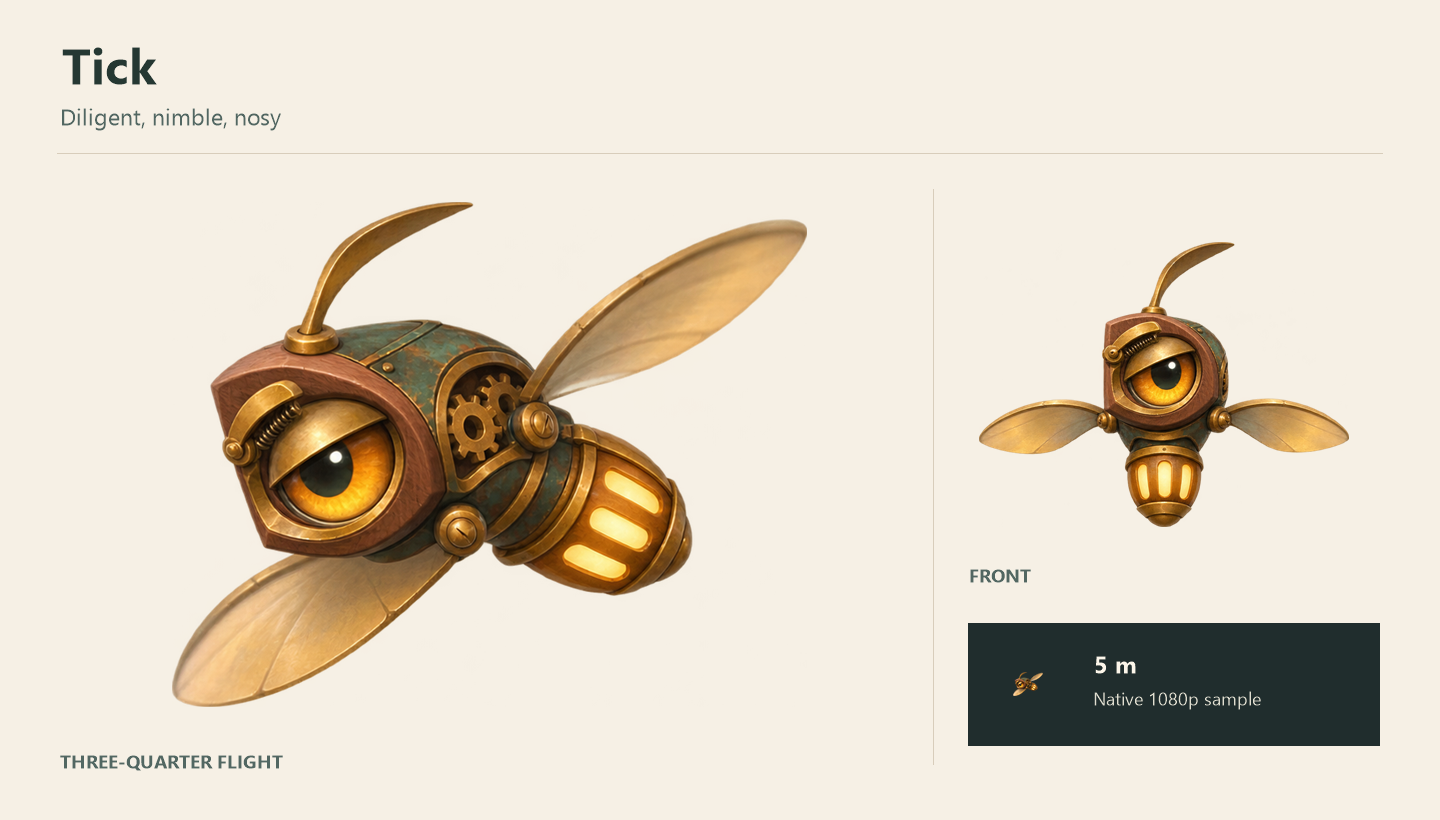 Tick
Diligent, nimble, nosy
THREE-QUARTER FLIGHT
FRONT
5 m
Native 1080p sample